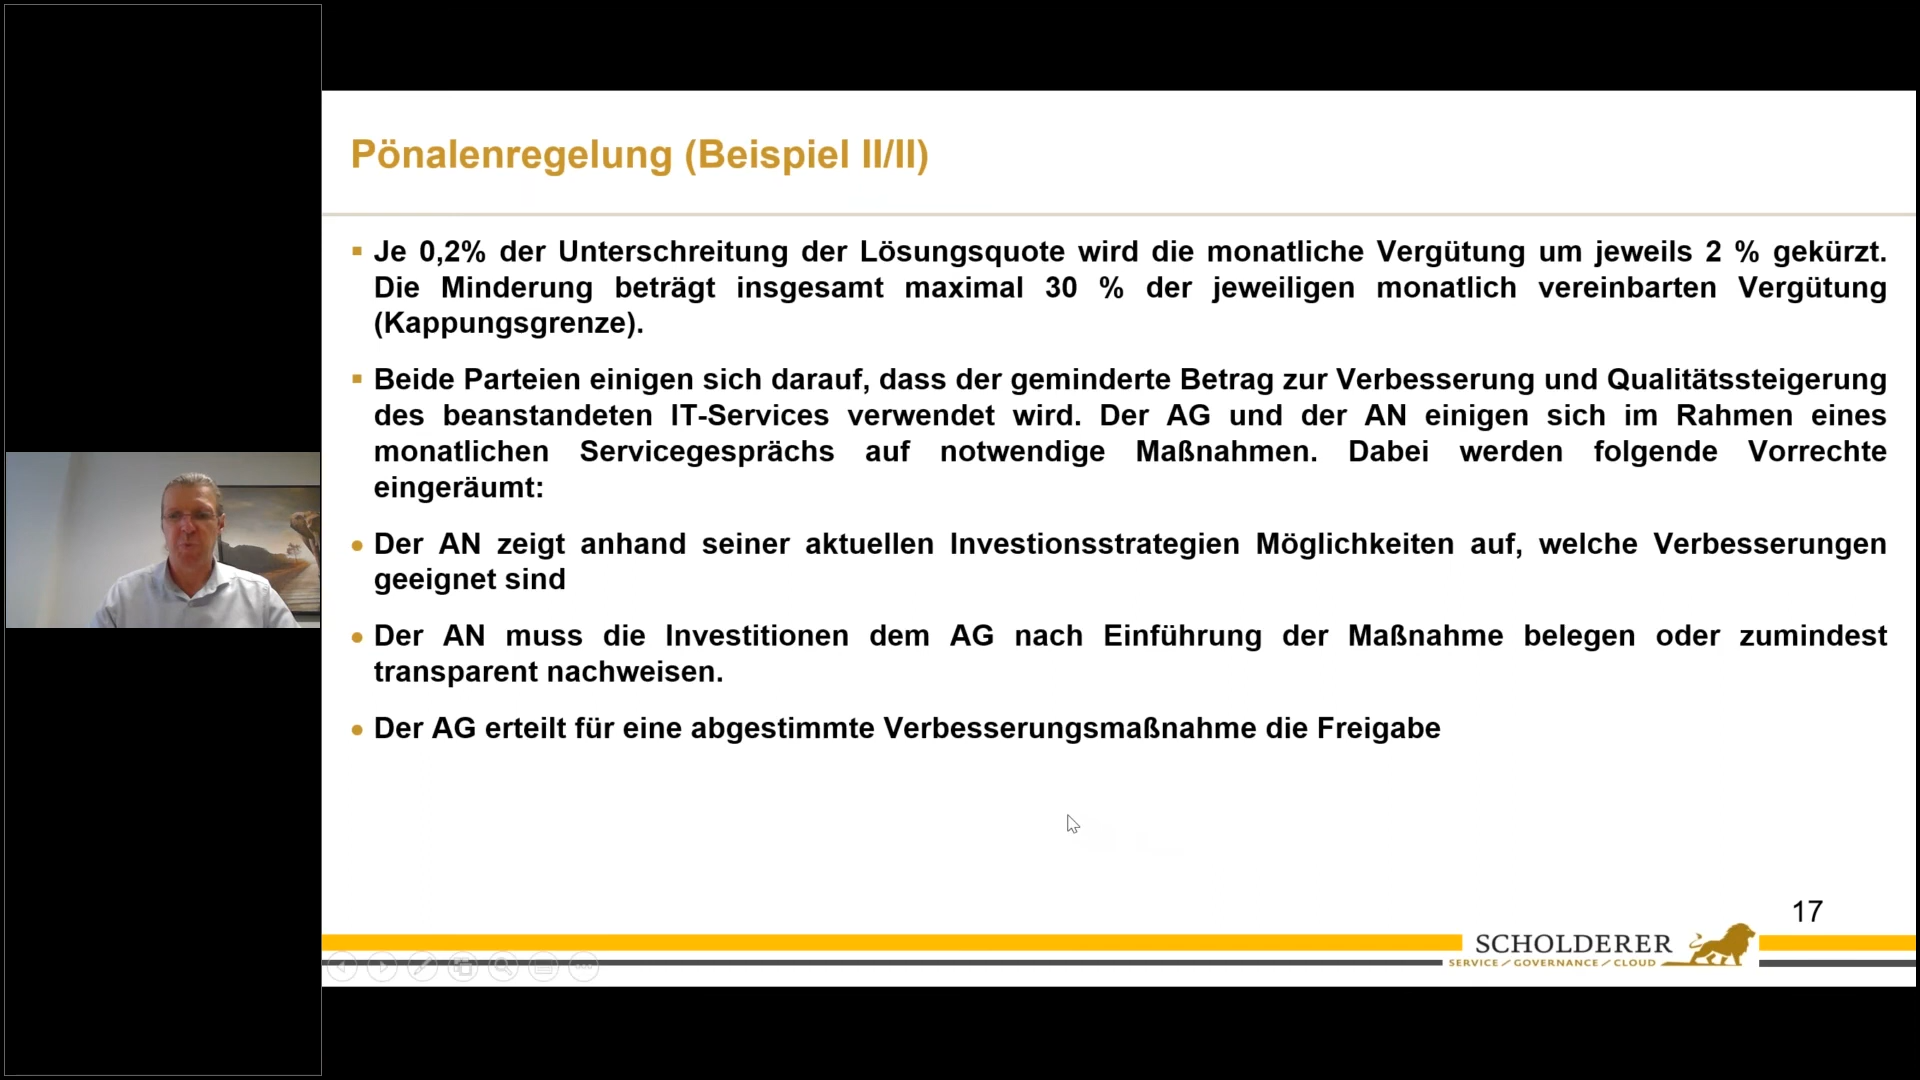 Pönalenregelung (Beispiel II/II)
Je 0,2% der Unterschreitung der Lösungsquote wird die monatliche Vergütung um jeweils 2 % gekürzt.
Die Minderung beträgt insgesamt maximal 30 % der jeweiligen monatlich vereinbarten Vergütung
(Kappungsgrenze).
Beide Parteien einigen sich darauf, dass der geminderte Betrag zur Verbesserung und Qualitätssteigerung
des beanstandeten IT-Services verwendet wird. Der AG und der AN einigen sich im Rahmen eines
monatlichen Servicegesprächs auf notwendige Maßnahmen. Dabei werden folgende Vorrechte
eingeräumt:
Der AN zeigt anhand seiner aktuellen Investionsstrategien Möglichkeiten auf, welche Verbesserungen
geeignet sind
Der AN muss die Investitionen dem AG nach Einführung der Maßnahme belegen oder zumindest
transparent nachweisen.
Der AG erteilt für eine abgestimmte Verbesserungsmaßnahme die Freigabe
17
SCHOLDERER
SERVICE / GOVERNANCE / CLOUD